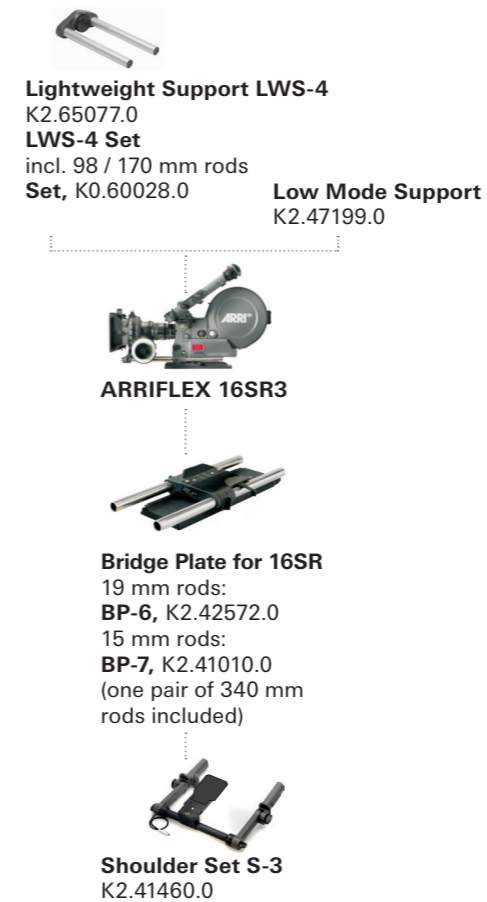 Lightweight Support LWS-4
K2.65077.0
LWS-4 Set
incl. 98 / 170 mm rods
Set, K0.60028.0
Low Mode Support
K2.47199.0
ARRI®
ARRIFLEX 16SR3
Bridge Plate for 16SR
19 mm rods:
BP-6, K2.42572.0
15 mm rods:
BP-7, K2.41010.0
(one pair of 340 mm
rods included)
Shoulder Set S-3
K2.41460.0